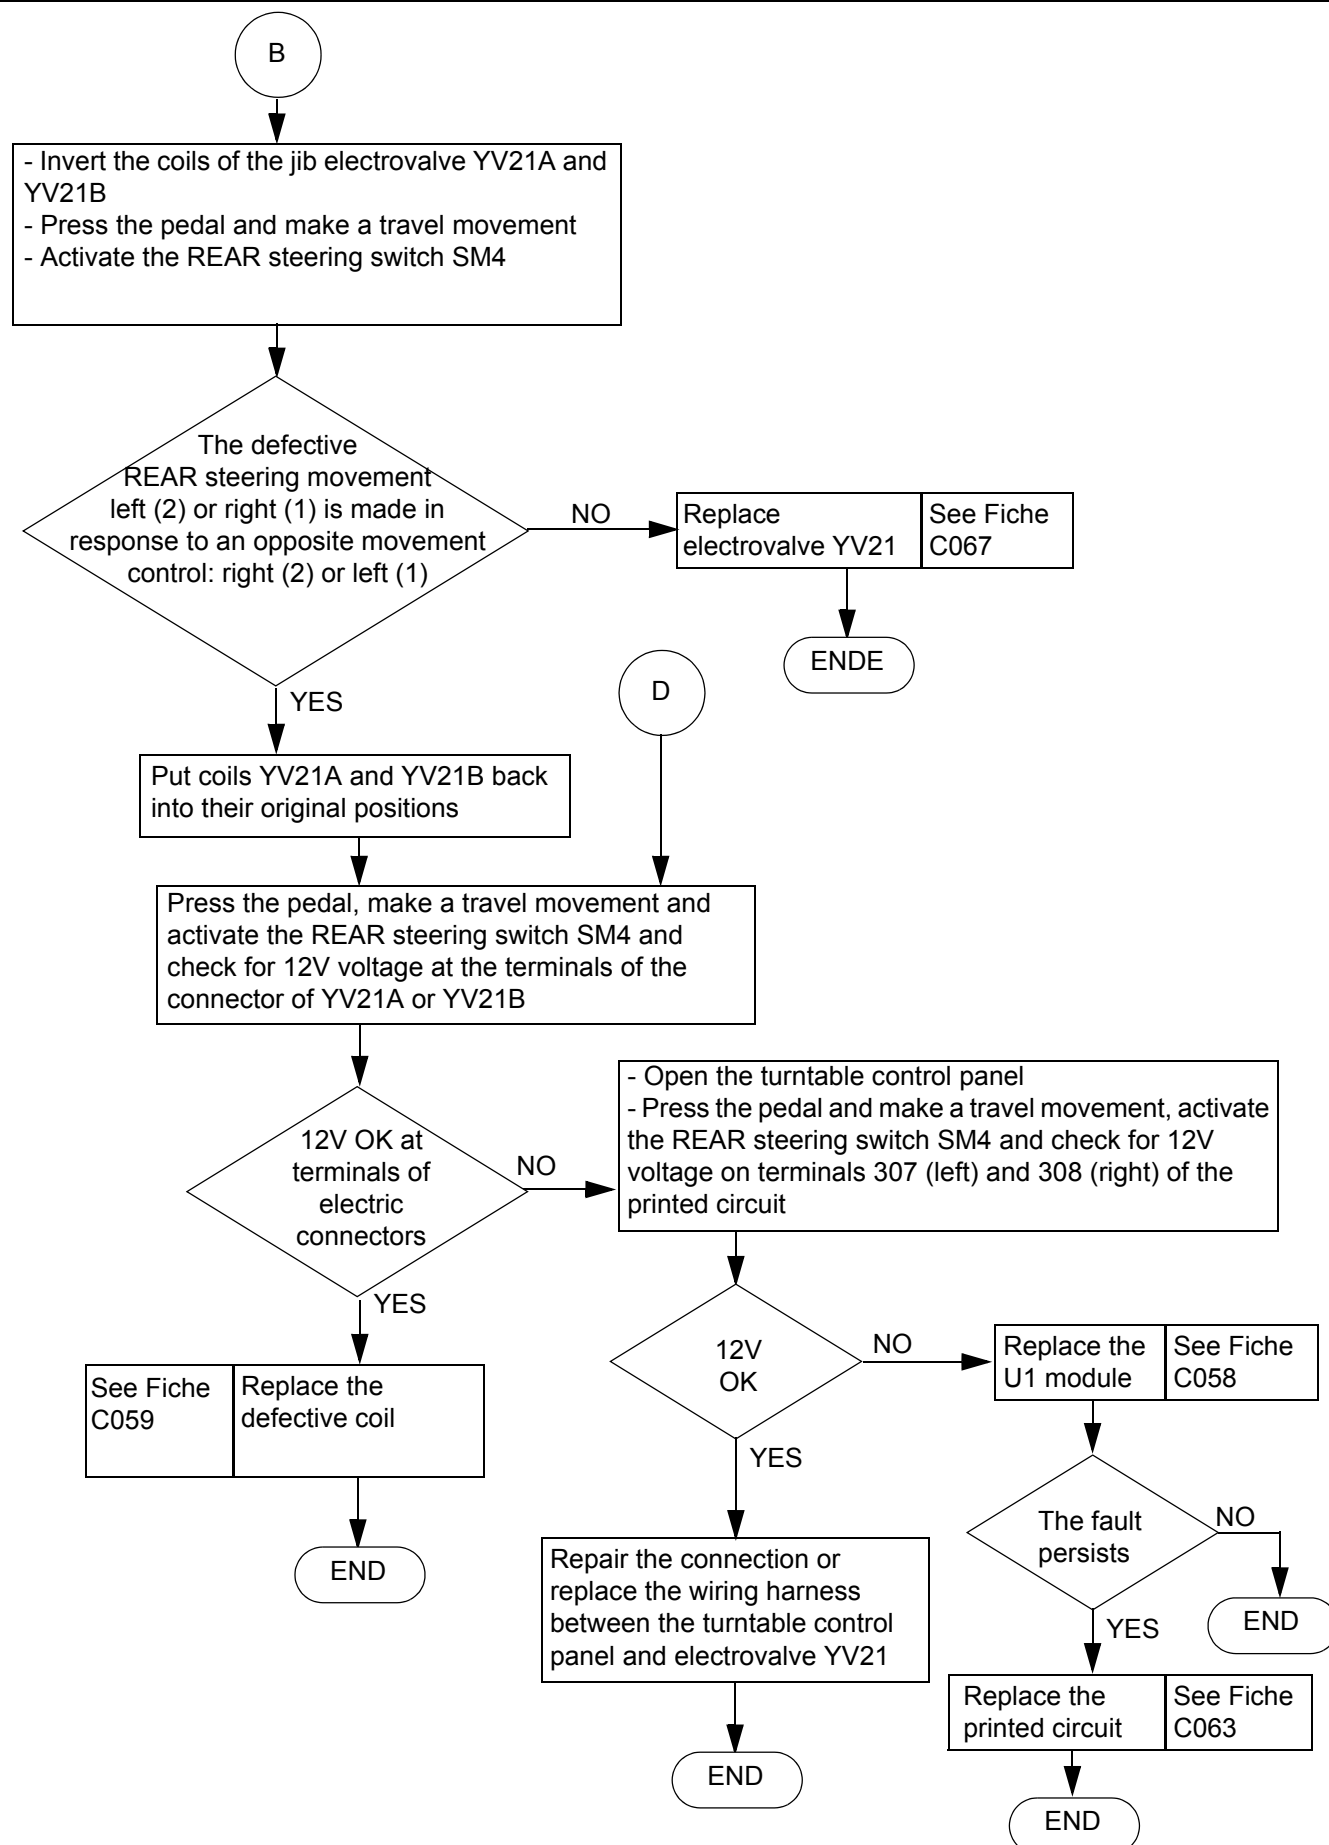 B
- Invert the coils of the jib electrovalve YV21A and
YV21B
- Press the pedal and make a travel movement
- Activate the REAR steering switch SM4
The defective
REAR steering movement
left (2) or right (1) is made in
response to an opposite movement
control: right (2) or left (1)
NO
Replace
electrovalve YV21
See Fiche
C067
ENDE
YES
D
Put coils YV21A and YV21B back
into their original positions
Press the pedal, make a travel movement and
activate the REAR steering switch SM4 and
check for 12V voltage at the terminals of the
connector of YV21A or YV21B
12V OK at
terminals of
electric
connectors
NO
- Open the turntable control panel
- Press the pedal and make a travel movement, activate
the REAR steering switch SM4 and check for 12V
voltage on terminals 307 (left) and 308 (right) of the
printed circuit
YES
See Fiche
C059
Replace the
defective coil
END
12V
OK
NO
Replace the
U1 module
See Fiche
C058
YES
The fault
persists
NO
END
Repair the connection or
replace the wiring harness
between the turntable control
panel and electrovalve YV21
END
YES
Replace the
printed circuit
See Fiche
C063
END